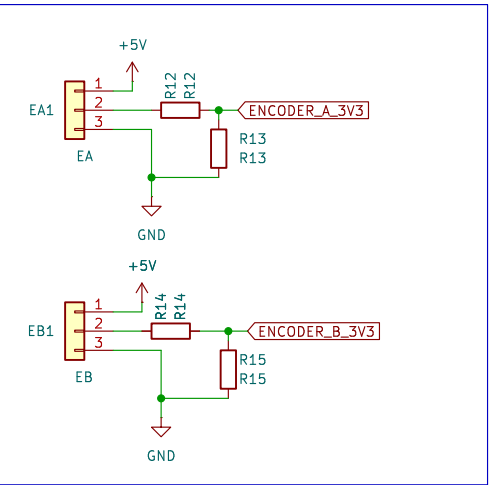 +5V
R12
R12
1
2
3
EA1
EA
ENCODER_A_3V3
R13
R13
GND
+5V
R14
R14
1
2
3
EB1
EB
ENCODER_B_3V3
R15
R15
GND